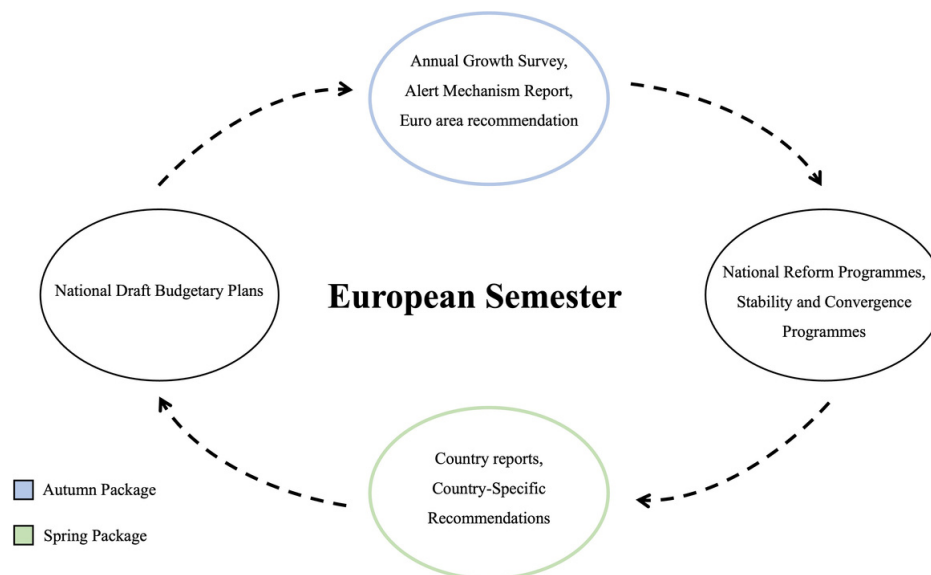 Annual Growth Survey,
Alert Mechanism Report,
Euro area recommendation
National Draft Budgetary Plans
European Semester
National Reform Programmes,
Stability and Convergence
Programmes
Country reports,
Country-Specific
Recommendations
Autumn Package
Spring Package